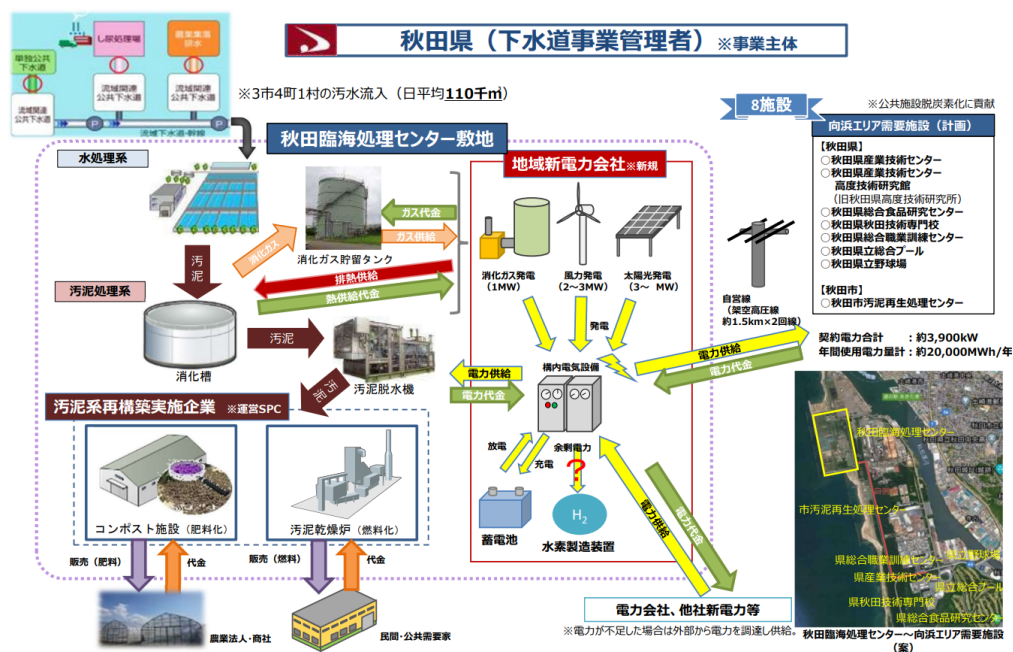 秋田県（下水道事業管理者）※事業主体
し尿処理場
農業集落
排水
単独公共
下水道
流域関連
公共下水道
流域関連
公共下水道
流域関連
公共下水道
P
P
流域下水道・幹線
※3市4町1村の汚水流入（日平均110千㎥）
8施設
※公共施設脱炭素化に貢献
向浜エリア需要施設（計画）
【秋田県】
○秋田県産業技術センター
○秋田県産業技術センター
高度技術研究館
（旧秋田県高度技術研究所）
○秋田県総合食品研究センター
○秋田県秋田技術専門校
○秋田県総合職業訓練センター
○秋田県立総合プール
○秋田県立野球場
【秋田市】
○秋田市汚泥再生処理センター
契約電力合計　：約3,900kW
年間使用電力量計：約20,000MWh/年
秋田臨海処理センター敷地
水処理系
汚泥
消化ガス
消化ガス貯留タンク
ガス代金
ガス供給
排熱供給
熱供給代金
汚泥処理系
消化槽
汚泥
汚泥脱水機
汚泥
地域新電力会社※新規
消化ガス発電
（1MW）
風力発電
（2～3MW）
太陽光発電
（3～　MW）
発電
構内電気設備
電力供給
電力代金
放電
充電
余剰電力
?
蓄電池
H₂
水素製造装置
自営線
（架空高圧線
約1.5km×2回線）
電力供給
電力代金
電力供給
電力代金
電力会社、他社新電力等
※電力が不足した場合は外部から電力を調達し供給。
汚泥系再構築実施企業　※運営SPC
コンポスト施設（肥料化）
汚泥乾燥炉（燃料化）
販売（肥料）
代金
販売（燃料）
代金
農業法人・商社
民間・公共需要家
秋田臨海処理センター
市汚泥再生処理センター
県総合職業訓練センター
県立野球場
県産業技術センター
県立総合プール
県秋田技術専門校
県総合食品研究センター
秋田臨海処理センター～向浜エリア需要施設
（案）